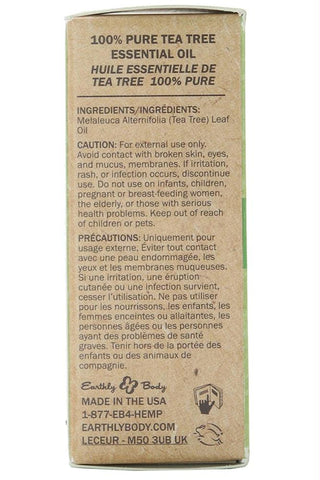 100% PURE TEA TREE
ESSENTIAL OIL
HUILE ESSENTIELLE DE
TEA TREE 100% PURE
INGREDIENTS/INGRÉDIENTS:
Melaleuca Alternifolia (Tea Tree) Leaf
Oil
CAUTION: For external use only.
Avoid contact with broken skin, eyes,
and mucus, membranes. If irritation,
rash, or infection occurs, discontinue
use. Do not use on infants, children,
pregnant or breast-feeding women,
the elderly, or those with serious
health problems. Keep out of reach
of children or pets.
PRÉCAUTIONS: Uniquement pour
usage externe. Éviter tout contact
avec une peau endommagée, les
yeux et les membranes muqueuses.
Si une irritation, une éruption
cutanée ou une infection survient,
cesser l'utilisation. Ne pas utiliser
pour les nourrissons, les enfants, les
femmes enceintes ou allaitantes, les
personnes âgées ou les personnes
ayant des problèmes de santé
graves. Tenir hors de la portée des
enfants ou des animaux de
compagnie.
Earthly Body
MADE IN THE USA
1-877-EB4-HEMP
EARTHLYBODY.COM
LECEUR - M50 3UB UK